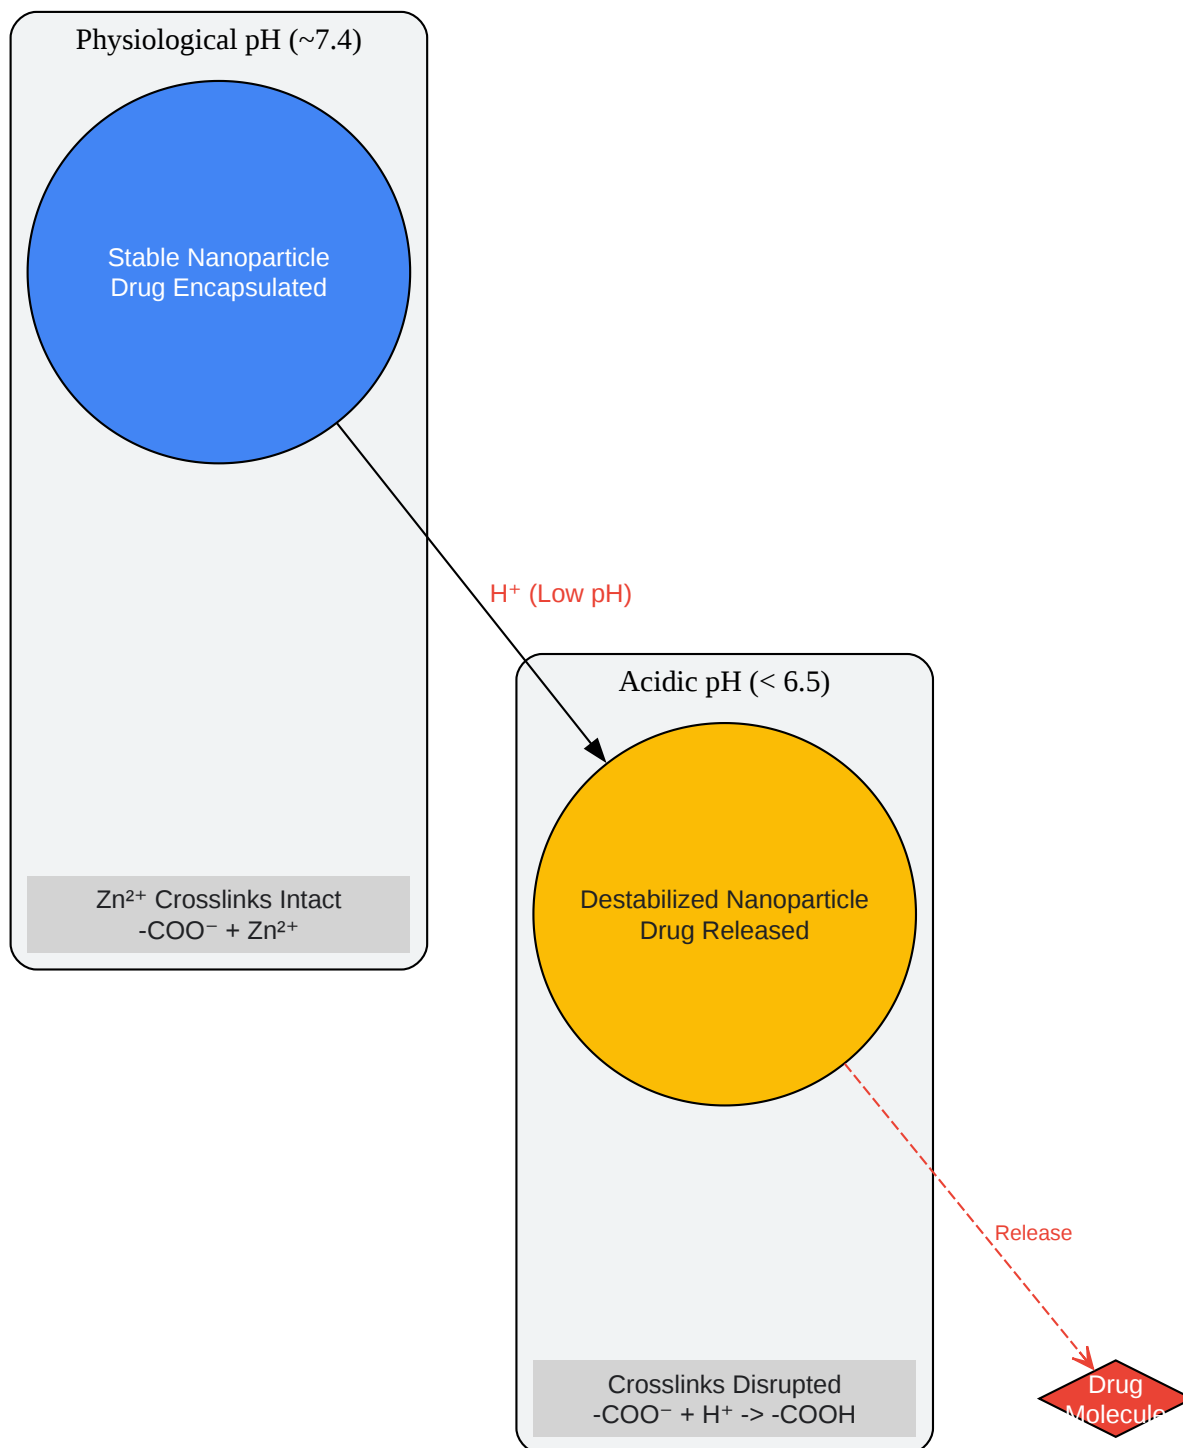 Physiological pH (~7.4)
Stable Nanoparticle
Drug Encapsulated
H⁺ (Low pH)
Zn²⁺ Crosslinks Intact
-COO⁻ + Zn²⁺
Acidic pH (< 6.5)
Destabilized Nanoparticle
Drug Released
Release
Crosslinks Disrupted
-COO⁻ + H⁺ -> -COOH
Drug
Molecule